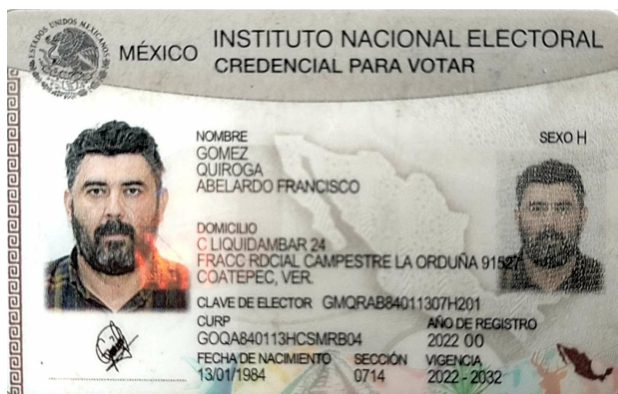 ESTADOS UNIDOS MEXICANOS
MÉXICO
INSTITUTO NACIONAL ELECTORAL
CREDENCIAL PARA VOTAR
NOMBRE
GOMEZ
QUIROGA
ABELARDO FRANCISCO
SEXO H
DOMICILIO
C LIQUIDAMBAR 24
FRACC RDCIAL CAMPESTRE LA ORDUÑA 91527
COATEPEC, VER.
CLAVE DE ELECTOR GMQRAB84011307H201
CURP
GOQA840113HCSMRB04
AÑO DE REGISTRO
2022 00
FECHA DE NACIMIENTO
13/01/1984
SECCIÓN
0714
VIGENCIA
2022 - 2032